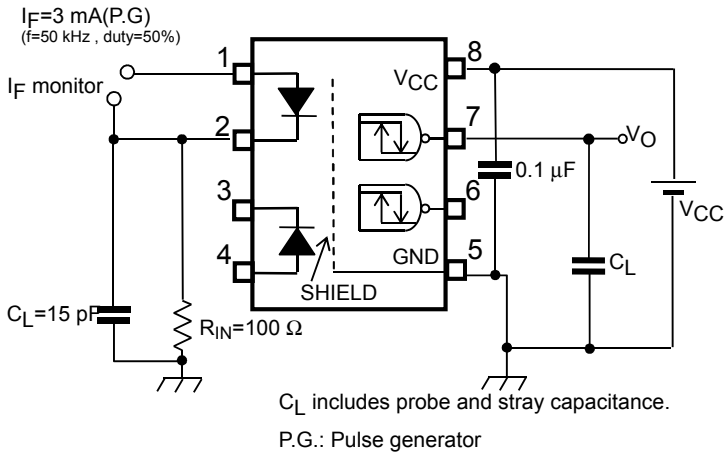 IF=3 mA(P.G)
(f=50 kHz , duty=50%)
IF monitor
1
2
3
4
8
7
6
5
VCC
GND
SHIELD
0.1 μF
VO
VCC
CL
CL=15 pF
RIN=100 Ω
CL includes probe and stray capacitance.
P.G.: Pulse generator